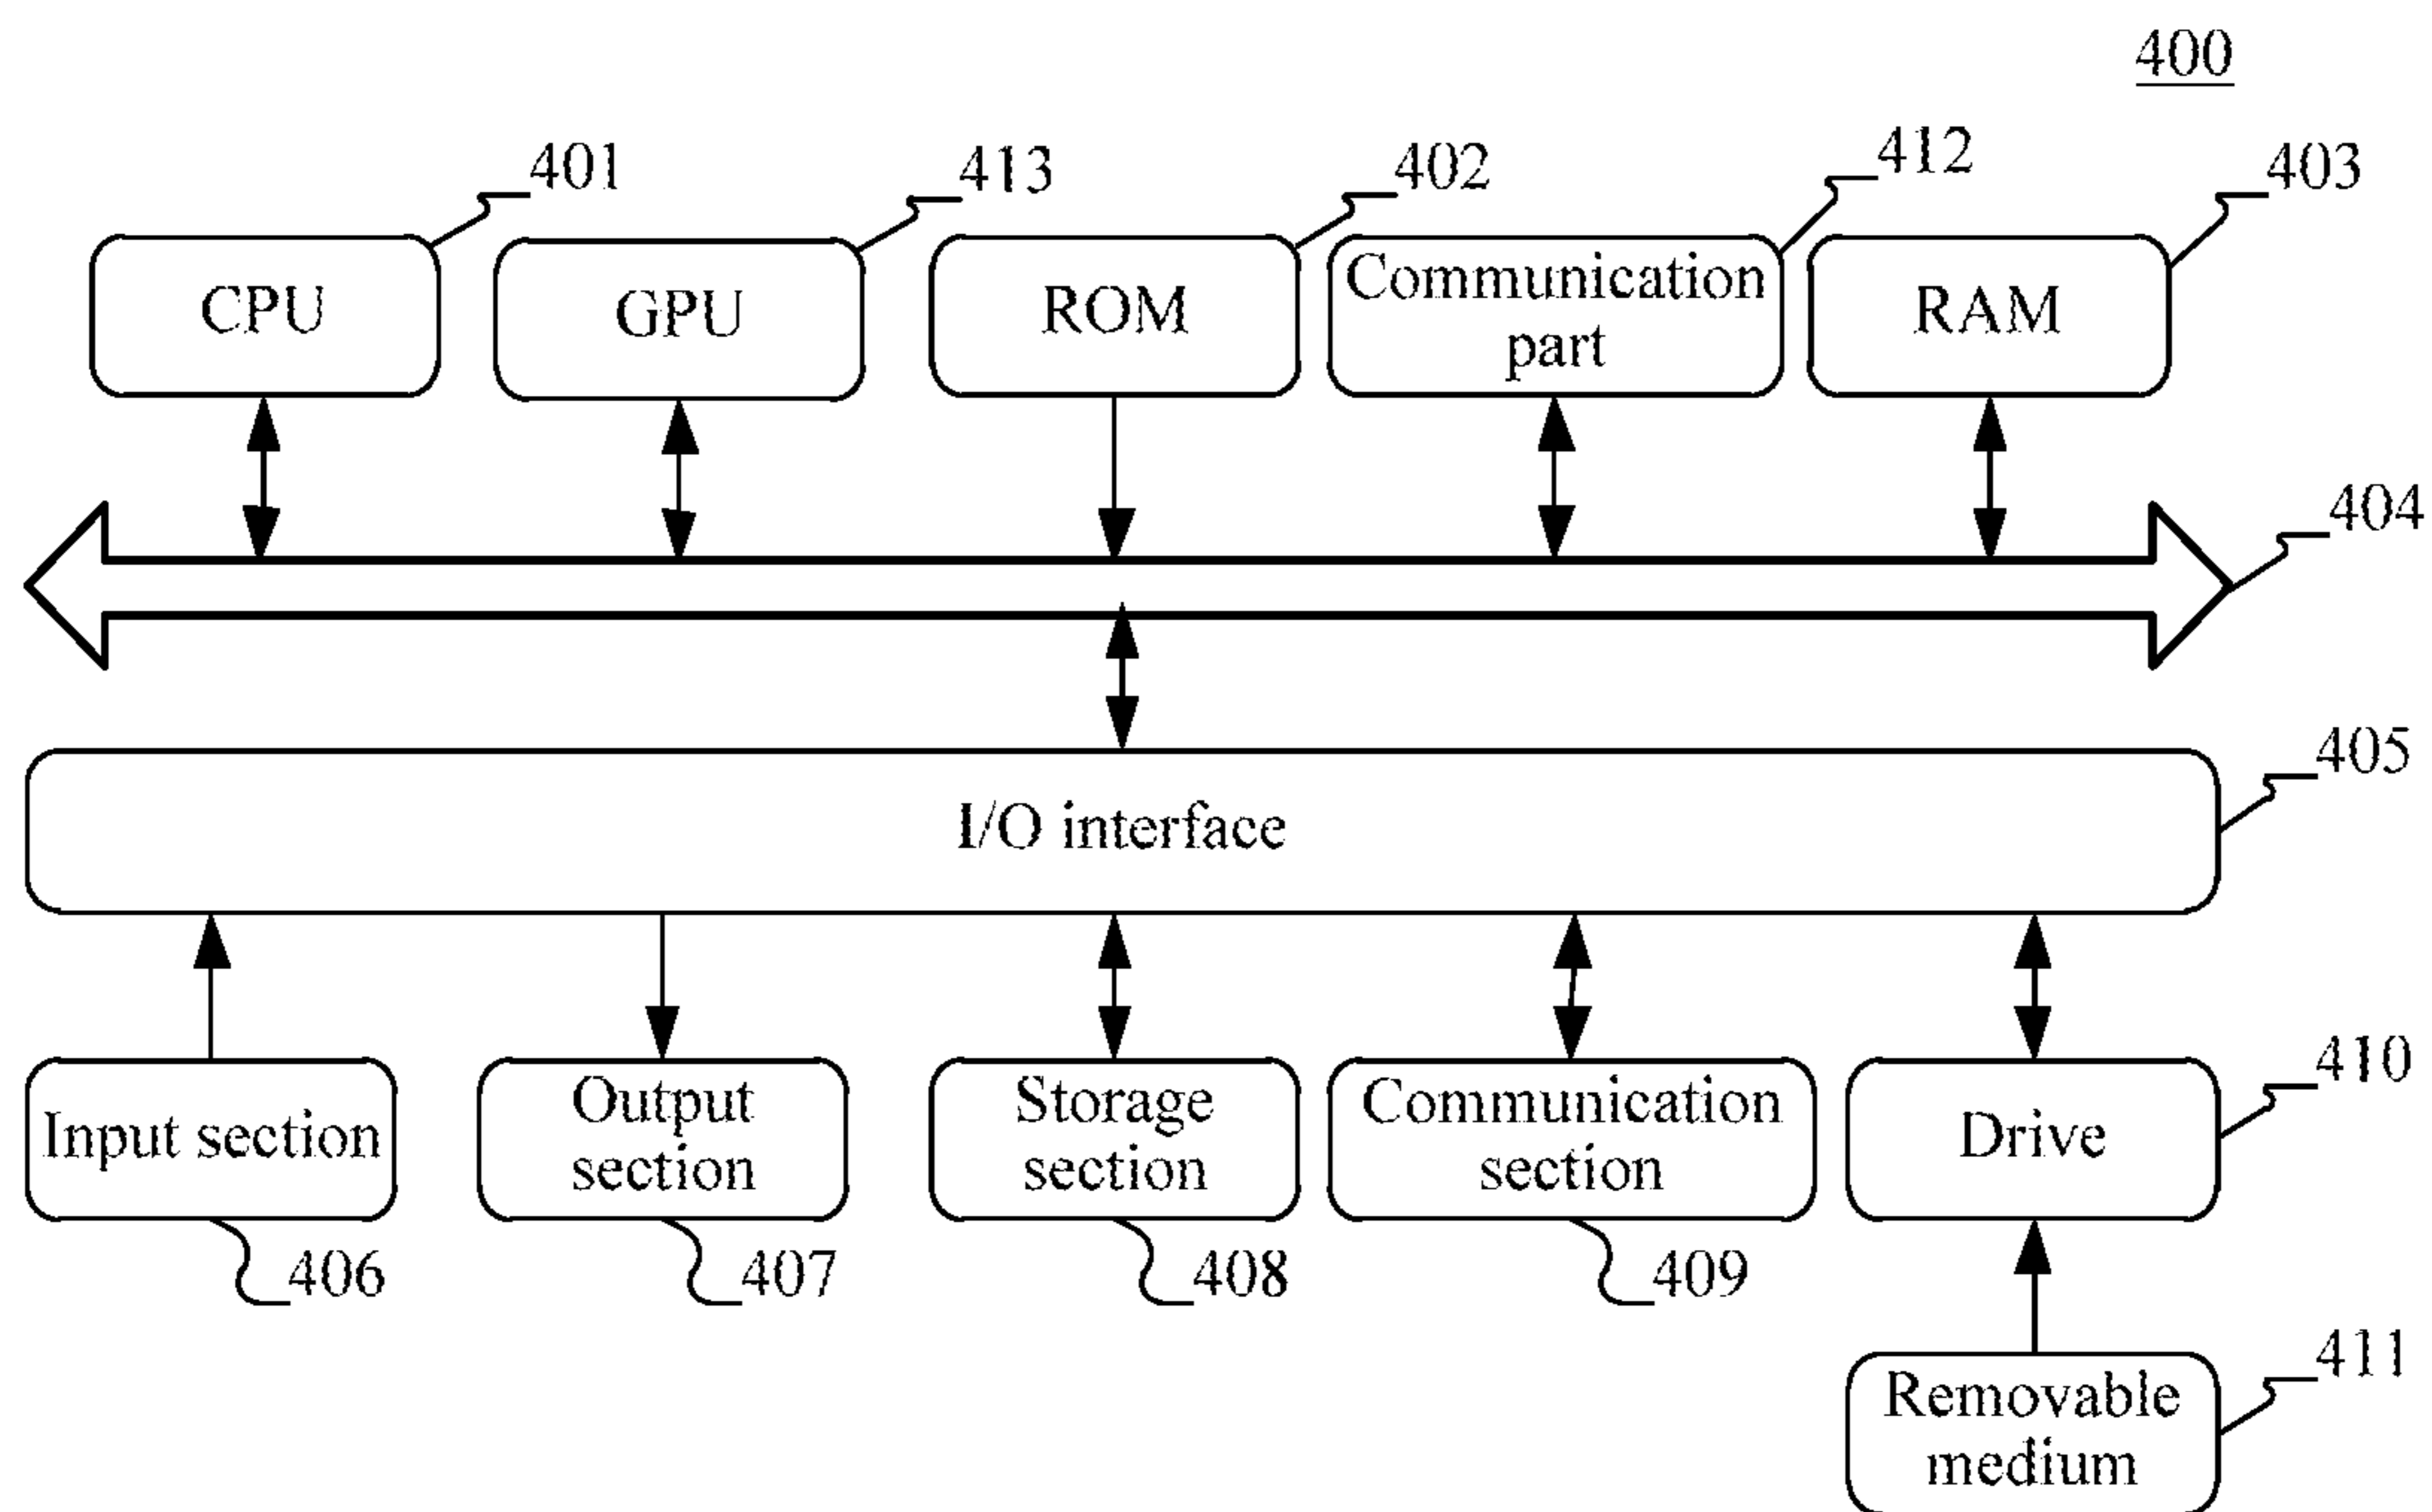 400
401
413
402
412
403
CPU
GPU
ROM
Communication
part
RAM
404
405
I/O interface
410
Input section
Output
section
Storage
section
Communication
section
Drive
406
407
408
409
411
Removable
medium